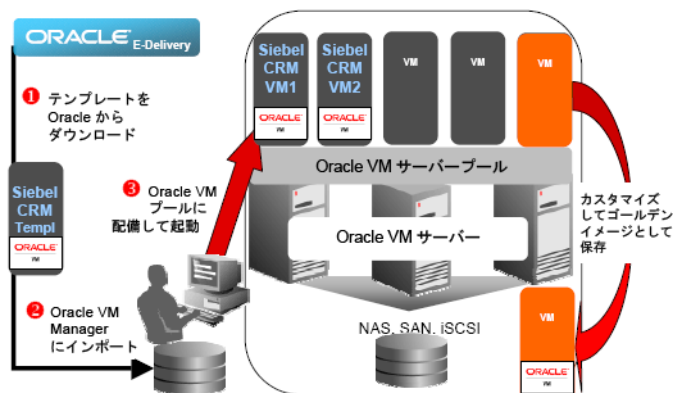 ORACLE
E-Delivery
❶ テンプレートを
Oracle から
ダウンロード
Siebel
CRM
Templ
ORACLE
VM
❷ Oracle VM
Manager
にインポート
❸ Oracle VM
プールに
配備して起動
Siebel
CRM
VM1
ORACLE
VM
Siebel
CRM
VM2
ORACLE
VM
VM
VM
VM
Oracle VM サーバープール
Oracle VM サーバー
NAS, SAN, iSCSI
カスタマイズ
してゴールデン
イメージとして
保存
VM
ORACLE
VM